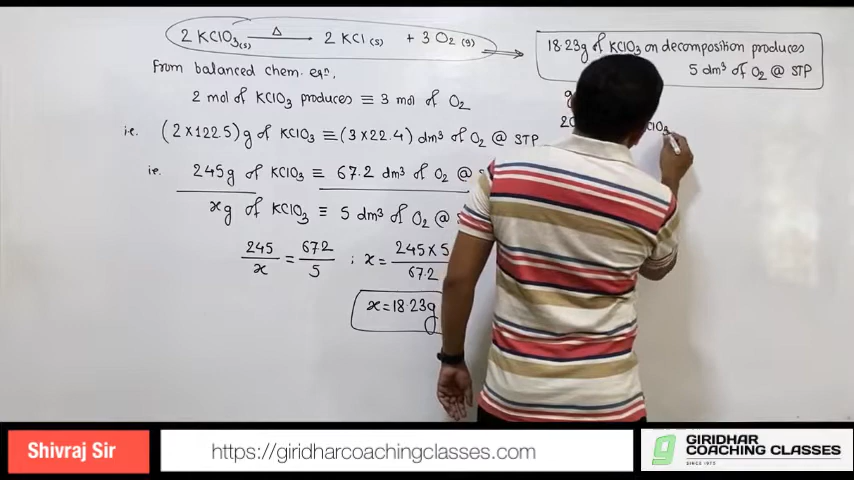 2 KClO3(s) Δ→ 2 KCl(s) + 3 O2(g)
18.23g of KClO3 on decomposition produces
5 dm³ of O2 @ STP
From balanced chem. eqn,
2 mol of KClO3 produces ≡ 3 mol of O2
i.e. (2×122.5)g of KClO3 ≡ (3×22.4) dm³ of O2 @ STP
ie. 245g of KClO3 ≡ 67.2 dm³ of O2 @
xg of KClO3 ≡ 5 dm³ of O2 @
245/x = 67.2/5 ; x = 245×5/67.2
x = 18.23g
Shivraj Sir
https://giridharcoachingclasses.com
GIRIDHAR
COACHING CLASSES
SINCE 1972